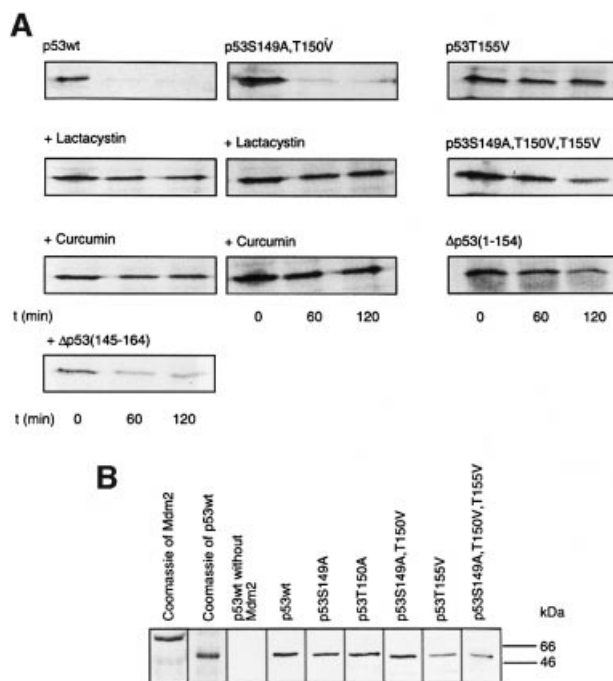 A
p53wt
p53S149A,T150V
p53T155V
+ Lactacystin
+ Lactacystin
p53S149A,T150V,T155V
+ Curcumin
+ Curcumin
Δp53(1-154)
t (min)
0
60
120
0
60
120
+ Δp53(145-164)
t (min)
0
60
120
B
Coomassie of Mdm2
Coomassie of p53wt
p53wt without
Mdm2
p53wt
p53S149A
p53T150A
p53S149A,T150V
p53T155V
p53S149A,T150V,T155V
kDa
66
46